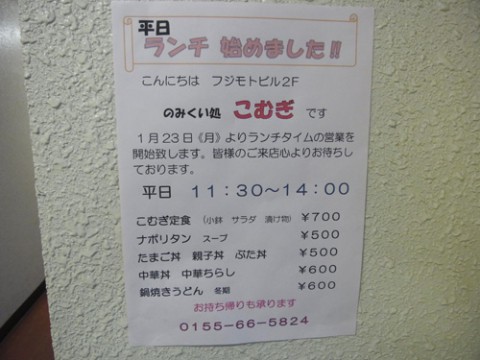 平日
ランチ 始めました!!
こんにちは フジモトビル2F
のみくい処 こむぎ です
1月23日《月》よりランチタイムの営業を
開始致します。皆様のご来店心よりお待ちし
ております。
平日 11:30~14:00
こむぎ定食 (小鉢 サラダ 漬け物) ¥700
ナポリタン スープ ¥500
たまご丼 親子丼 ぶた丼 ¥500
中華丼 中華ちらし ¥600
鍋焼きうどん 冬期 ¥600
お持ち帰りも承ります
0155-66-5824